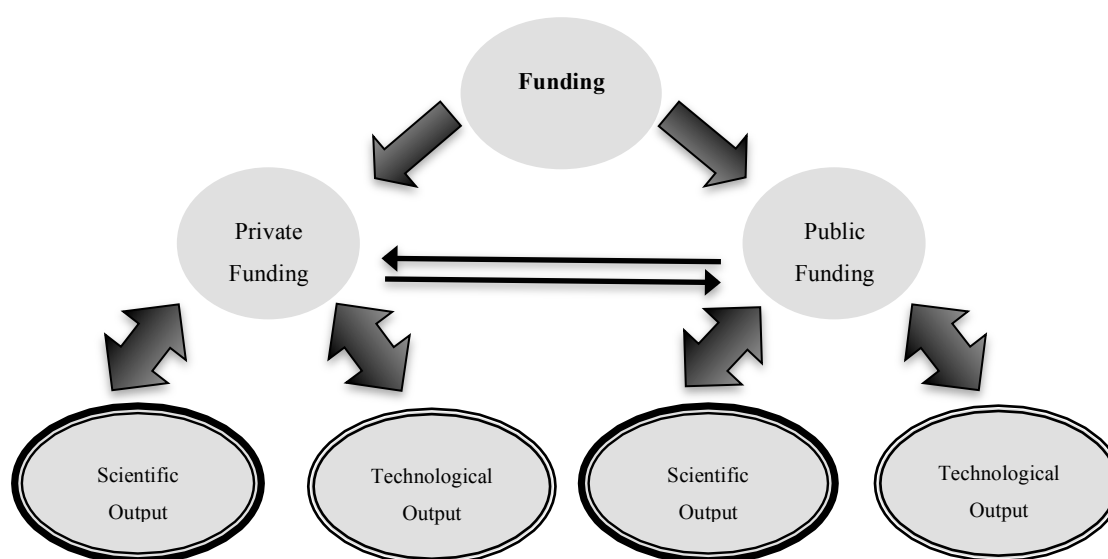 Funding
Private
Funding
Public
Funding
Scientific
Output
Technological
Output
Scientific
Output
Technological
Output